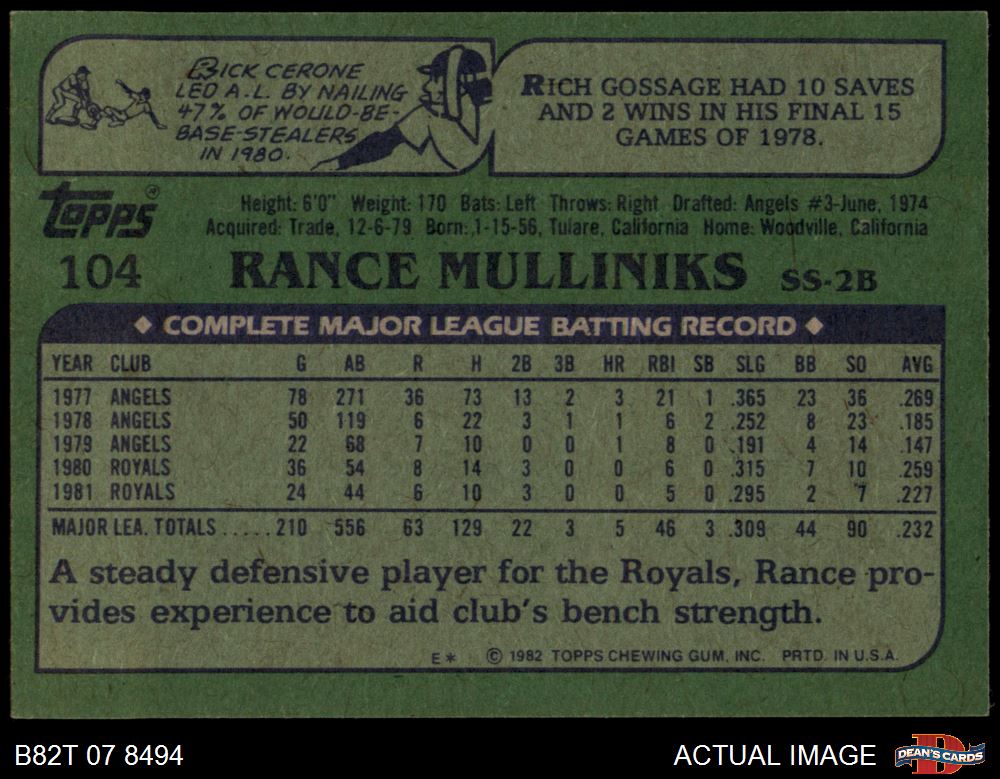 RICK CERONE
LED A.L. BY NAILING
47% OF WOULD-BE-
BASE-STEALERS
IN 1980.
RICH GOSSAGE HAD 10 SAVES
AND 2 WINS IN HIS FINAL 15
GAMES OF 1978.
Topps®
Height: 6'0" Weight: 170 Bats: Left Throws: Right Drafted: Angels #3-June, 1974
Acquired: Trade, 12-6-79 Born: 1-15-56, Tulare, California Home: Woodville, California
104 RANCE MULLINIKS SS-2B
◆ COMPLETE MAJOR LEAGUE BATTING RECORD ◆
YEAR CLUB G AB R H 2B 3B HR RBI SB SLG BB SO AVG
1977 ANGELS 78 271 36 73 13 2 3 21 1 .365 23 36 .269
1978 ANGELS 50 119 6 22 3 1 1 6 2 .252 8 23 .185
1979 ANGELS 22 68 7 10 0 0 1 8 0 .191 4 14 .147
1980 ROYALS 36 54 8 14 3 0 0 6 0 .315 7 10 .259
1981 ROYALS 24 44 6 10 3 0 0 5 0 .295 2 7 .227
MAJOR LEA. TOTALS ..... 210 556 63 129 22 3 5 46 3 .309 44 90 .232
A steady defensive player for the Royals, Rance pro-
vides experience to aid club's bench strength.
E* © 1982 TOPPS CHEWING GUM, INC. PRTD. IN U.S.A.
B82T 07 8494 ACTUAL IMAGE D DEAN'S CARDS